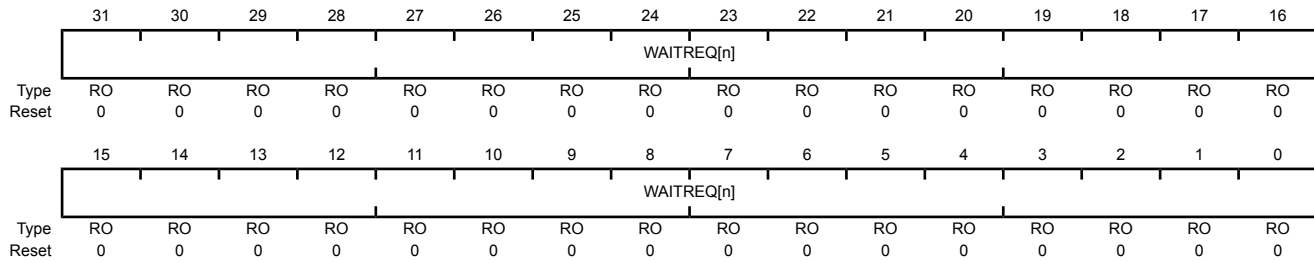 31 30 29 28 27 26 25 24 23 22 21 20 19 18 17 16
WAITREQ[n]
Type RO RO RO RO RO RO RO RO RO RO RO RO RO RO RO RO
Reset 0 0 0 0 0 0 0 0 0 0 0 0 0 0 0 0
15 14 13 12 11 10 9 8 7 6 5 4 3 2 1 0
WAITREQ[n]
Type RO RO RO RO RO RO RO RO RO RO RO RO RO RO RO RO
Reset 0 0 0 0 0 0 0 0 0 0 0 0 0 0 0 0